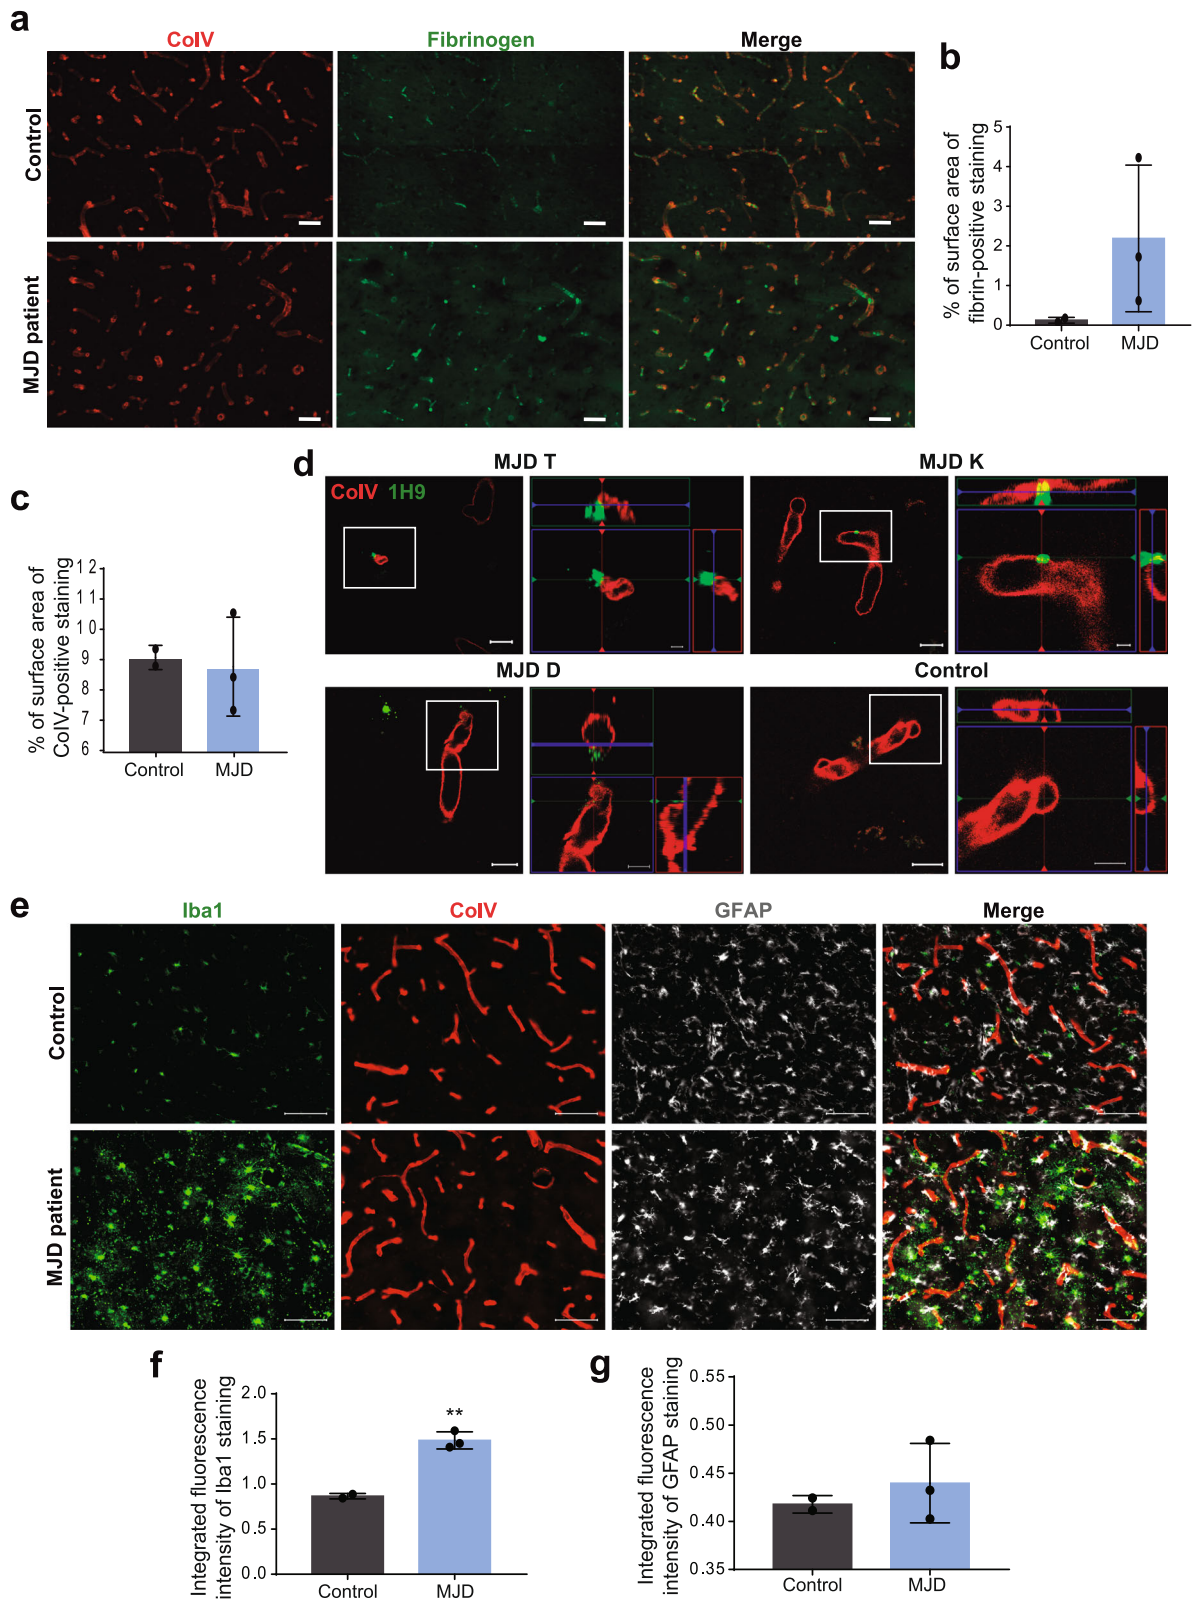 a
ColV Fibrinogen Merge
Control
MJD patient
b
% of surface area of
fibrin-positive staining
5
4
3
2
1
0
Control MJD
c
% of surface area of
ColV-positive staining
12
11
10
9
8
7
6
Control MJD
d
MJD T MJD K
ColV 1H9
MJD D Control
e
Iba1 ColV GFAP Merge
Control
MJD patient
f
Integrated fluorescence
intensity of Iba1 staining
2.0
1.5
1.0
0.5
0.0
**
Control MJD
g
Integrated fluorescence
intensity of GFAP staining
0.55
0.50
0.45
0.40
0.35
Control MJD